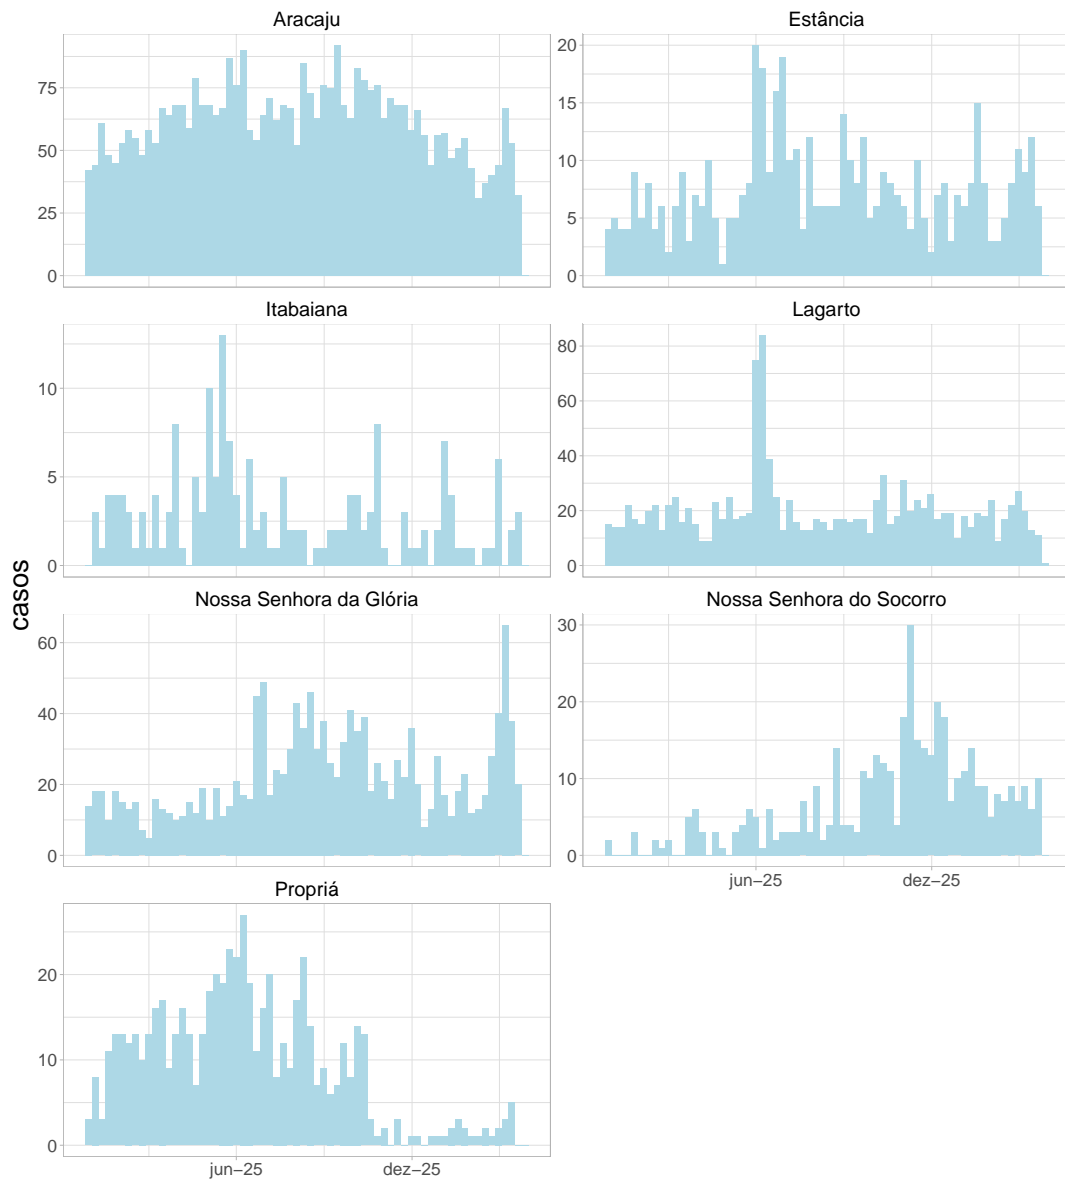 casos
Aracaju
75
50
25
0
Estância
20
15
10
5
0
Itabaiana
10
5
0
Lagarto
80
60
40
20
0
Nossa Senhora da Glória
60
40
20
0
Nossa Senhora do Socorro
30
20
10
0
jun−25 dez−25
Propriá
20
10
0
jun−25 dez−25